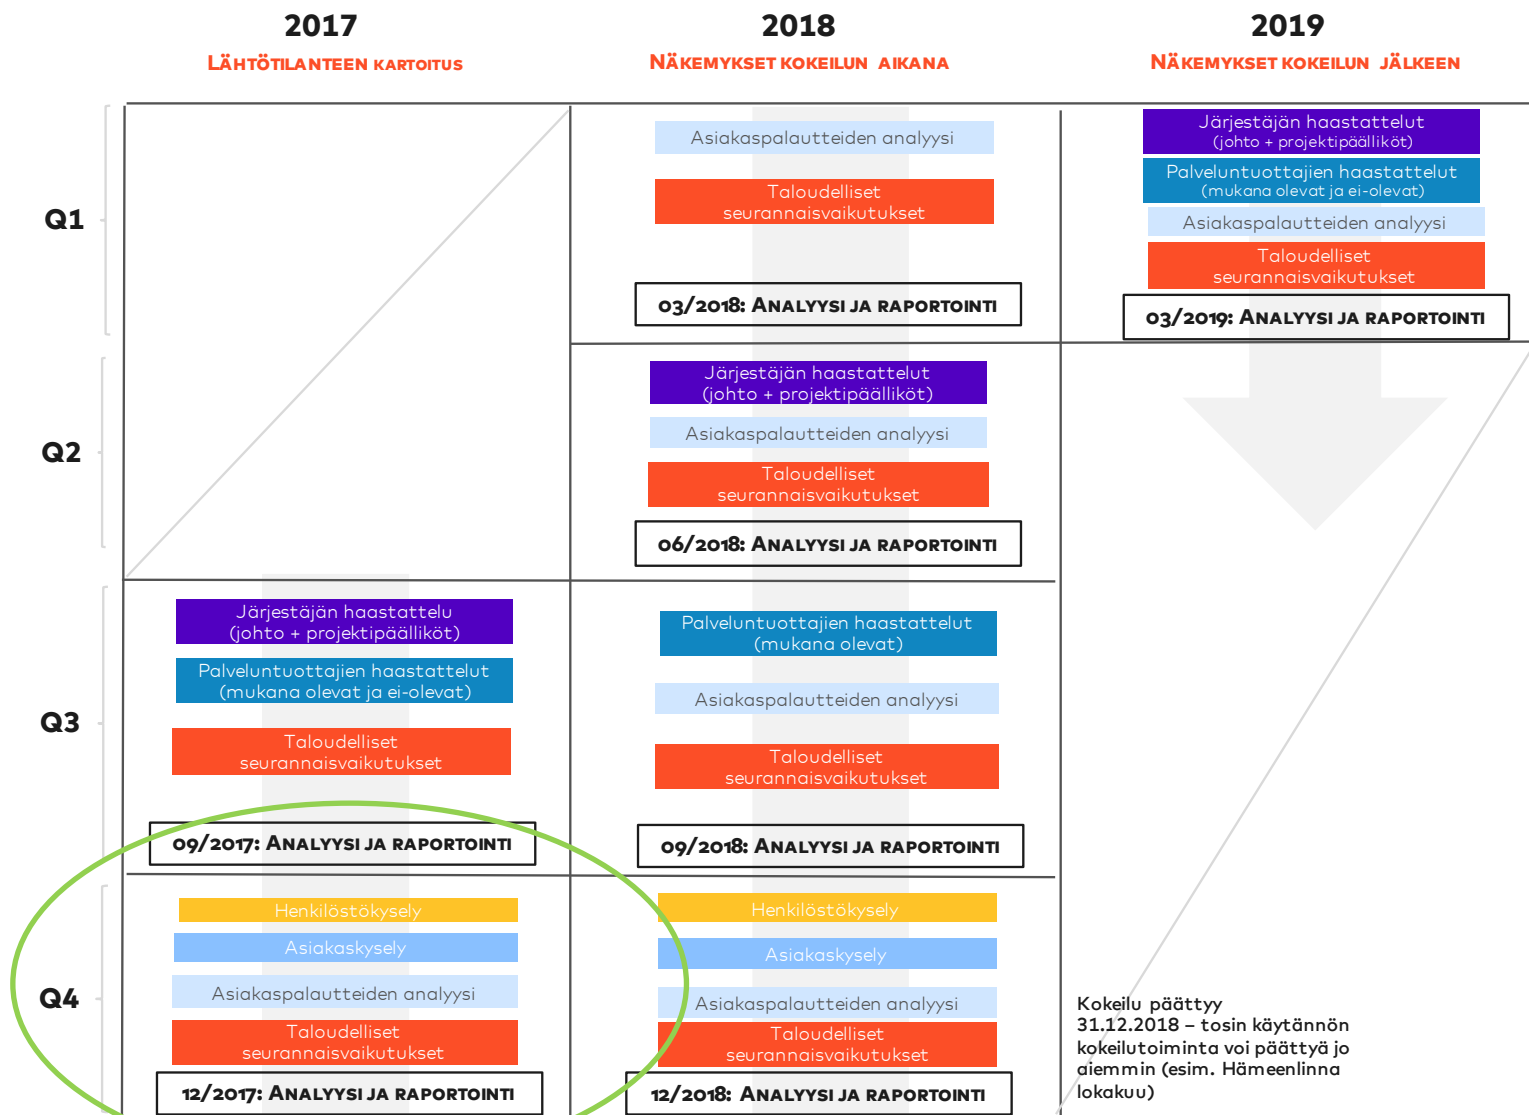 2017
LÄHTÖTILANTEEN KARTOITUS
2018
NÄKEMYKSET KOKEILUN AIKANA
2019
NÄKEMYKSET KOKEILUN JÄLKEEN
Q1
Asiakaspalautteiden analyysi
Taloudelliset
seurannaisvaikutukset
03/2018: ANALYYSI JA RAPORTOINTI
Järjestäjän haastattelut
(johto + projektipäälliköt)
Palveluntuottajien haastattelut
(mukana olevat ja ei-olevat)
Asiakaspalautteiden analyysi
Taloudelliset
seurannaisvaikutukset
03/2019: ANALYYSI JA RAPORTOINTI
Q2
Järjestäjän haastattelut
(johto + projektipäälliköt)
Asiakaspalautteiden analyysi
Taloudelliset
seurannaisvaikutukset
06/2018: ANALYYSI JA RAPORTOINTI
Q3
Järjestäjän haastattelu
(johto + projektipäälliköt)
Palveluntuottajien haastattelut
(mukana olevat ja ei-olevat)
Taloudelliset
seurannaisvaikutukset
09/2017: ANALYYSI JA RAPORTOINTI
Palveluntuottajien haastattelut
(mukana olevat)
Asiakaspalautteiden analyysi
Taloudelliset
seurannaisvaikutukset
09/2018: ANALYYSI JA RAPORTOINTI
Q4
Henkilöstökysely
Asiakaskysely
Asiakaspalautteiden analyysi
Taloudelliset
seurannaisvaikutukset
12/2017: ANALYYSI JA RAPORTOINTI
Henkilöstökysely
Asiakaskysely
Asiakaspalautteiden analyysi
Taloudelliset
seurannaisvaikutukset
12/2018: ANALYYSI JA RAPORTOINTI
Kokeilu päättyy
31.12.2018 – tosin käytännön
kokeilutoiminta voi päättyä jo
aiemmin (esim. Hämeenlinna
lokakuu)